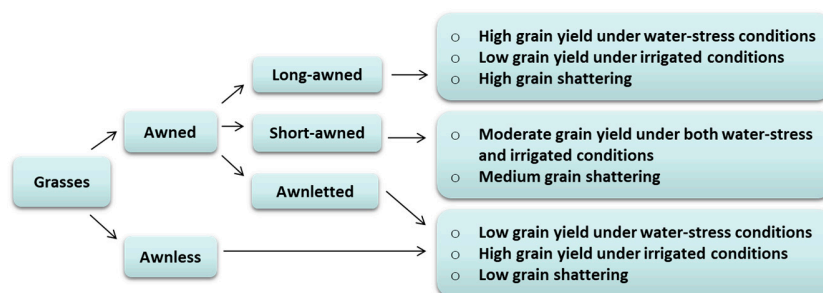 Grasses
Awned
Awnless
Long-awned
Short-awned
Awnletted
o High grain yield under water-stress conditions
o Low grain yield under irrigated conditions
o High grain shattering
o Moderate grain yield under both water-stress
and irrigated conditions
o Medium grain shattering
o Low grain yield under water-stress conditions
o High grain yield under irrigated conditions
o Low grain shattering